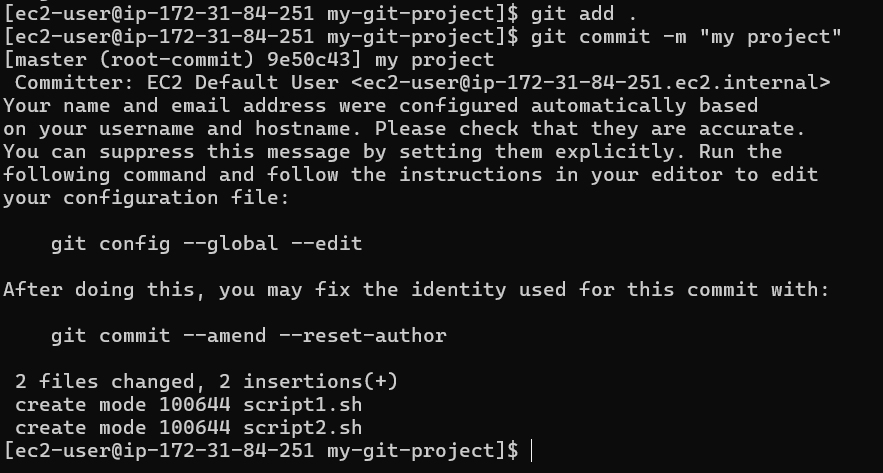 [ec2-user@ip-172-31-84-251 my-git-project]$ git add .
[ec2-user@ip-172-31-84-251 my-git-project]$ git commit -m "my project"
[master (root-commit) 9e50c43] my project
 Committer: EC2 Default User <ec2-user@ip-172-31-84-251.ec2.internal>
Your name and email address were configured automatically based
on your username and hostname. Please check that they are accurate.
You can suppress this message by setting them explicitly. Run the
following command and follow the instructions in your editor to edit
your configuration file:

    git config --global --edit

After doing this, you may fix the identity used for this commit with:

    git commit --amend --reset-author

 2 files changed, 2 insertions(+)
 create mode 100644 script1.sh
 create mode 100644 script2.sh
[ec2-user@ip-172-31-84-251 my-git-project]$